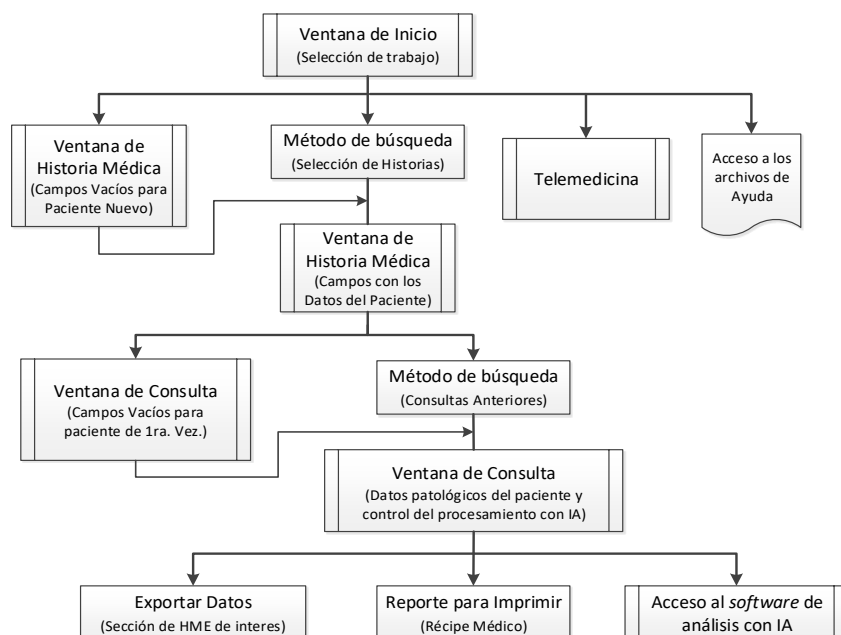 Ventana de Inicio
(Selección de trabajo)
Ventana de
Historia Médica
(Campos Vacíos para
Paciente Nuevo)
Método de búsqueda
(Selección de Historias)
Telemedicina
Acceso a los
archivos de
Ayuda
Ventana de
Historia Médica
(Campos con los
Datos del Paciente)
Ventana de Consulta
(Campos Vacíos para
paciente de 1ra. Vez.)
Método de búsqueda
(Consultas Anteriores)
Ventana de Consulta
(Datos patológicos del paciente y
control del procesamiento con IA)
Exportar Datos
(Sección de HME de interes)
Reporte para Imprimir
(Récipe Médico)
Acceso al software de
análisis con IA